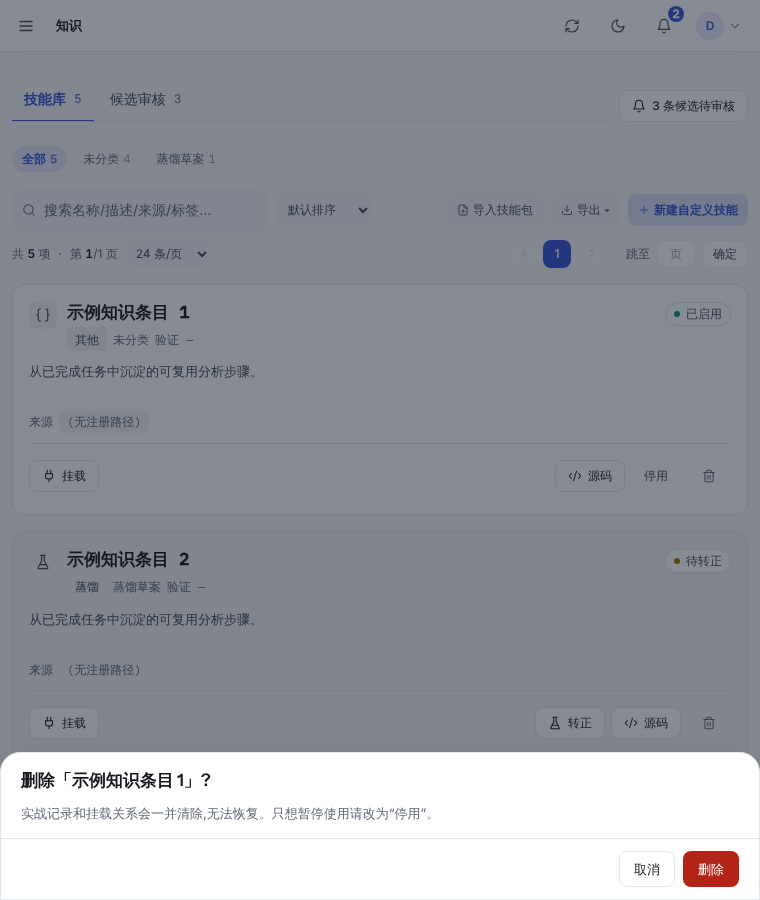 知识
2
D
技能库 5 候选审核 3
3 条候选待审核
全部 5 未分类 4 蒸馏草案 1
搜索名称/描述/来源/标签... 默认排序 导入技能包 导出 新建自定义技能
共 5 项 · 第 1/1 页 24 条/页 1 跳至 页 确定
示例知识条目 1 已启用
其他 未分类 验证 –
从已完成任务中沉淀的可复用分析步骤。
来源 (无注册路径)
挂载 源码 停用
示例知识条目 2 待转正
蒸馏 蒸馏草案 验证 –
从已完成任务中沉淀的可复用分析步骤。
来源 (无注册路径)
挂载 转正 源码
删除「示例知识条目 1」?
实战记录和挂载关系会一并清除,无法恢复。只想暂停使用请改为“停用”。
取消 删除